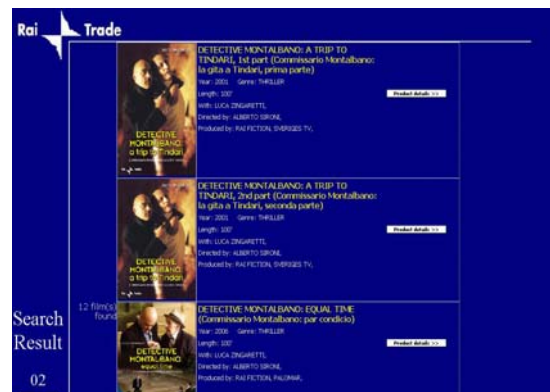 Rai Trade
DETECTIVE MONTALBANO: A TRIP TO
TINDARI, 1st part (Commissario Montalbano:
la gita a Tindari, prima parte)
Year: 2001 Genre: THRILLER
Length: 100'
Product details >>
With: LUCA ZINGARETTI,
Directed by: ALBERTO SIRONI,
Produced by: RAI FICTION, SVERIGES TV,
DETECTIVE
MONTALBANO:
a trip to Tindari
DETECTIVE MONTALBANO: A TRIP TO
TINDARI, 2nd part (Commissario Montalbano:
la gita a Tindari, seconda parte)
Year: 2001 Genre: THRILLER
Length: 100'
Product details >>
With: LUCA ZINGARETTI,
Directed by: ALBERTO SIRONI,
Produced by: RAI FICTION, SVERIGES TV,
DETECTIVE
MONTALBANO:
a trip to Tindari
12 film(s)
found
DETECTIVE MONTALBANO: EQUAL TIME
(Commissario Montalbano: par condicio)
Year: 2006 Genre: THRILLER
Length: 100'
Product details >>
With: LUCA ZINGARETTI,
Directed by: ALBERTO SIRONI,
Produced by: RAI FICTION, PALOMAR,
DETECTIVE
MONTALBANO
equal time
Search
Result
02